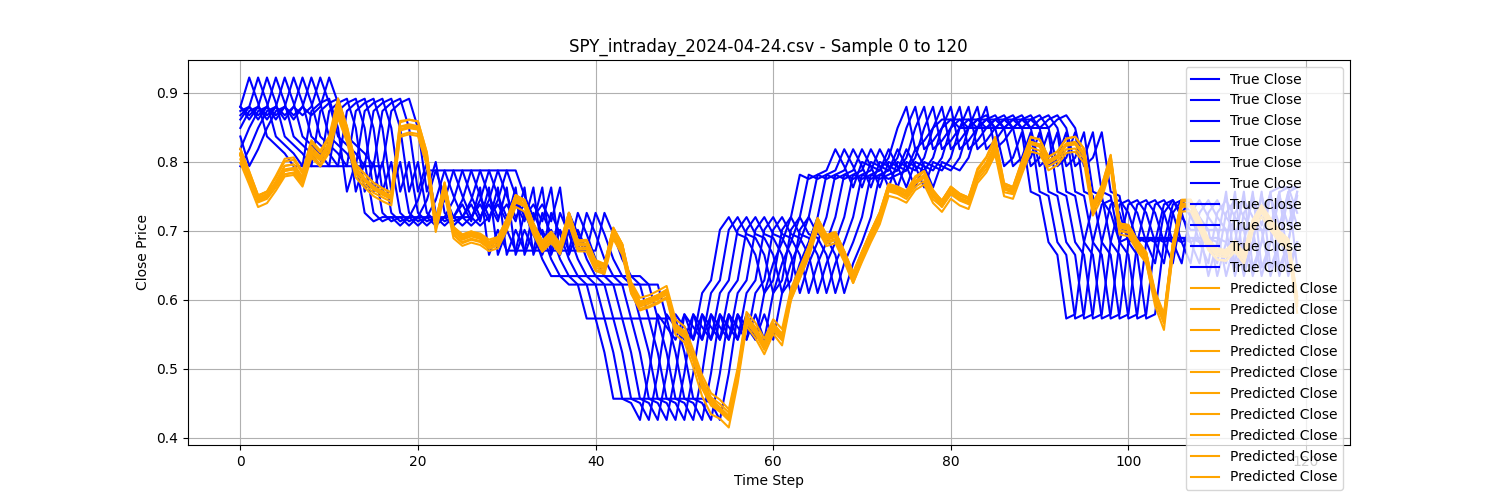 SPY_intraday_2024-04-24.csv - Sample 0 to 120
Close Price
0.9
0.8
0.7
0.6
0.5
0.4
0
20
40
60
80
100
120
Time Step
True Close
True Close
True Close
True Close
True Close
True Close
True Close
True Close
True Close
True Close
Predicted Close
Predicted Close
Predicted Close
Predicted Close
Predicted Close
Predicted Close
Predicted Close
Predicted Close
Predicted Close
Predicted Close